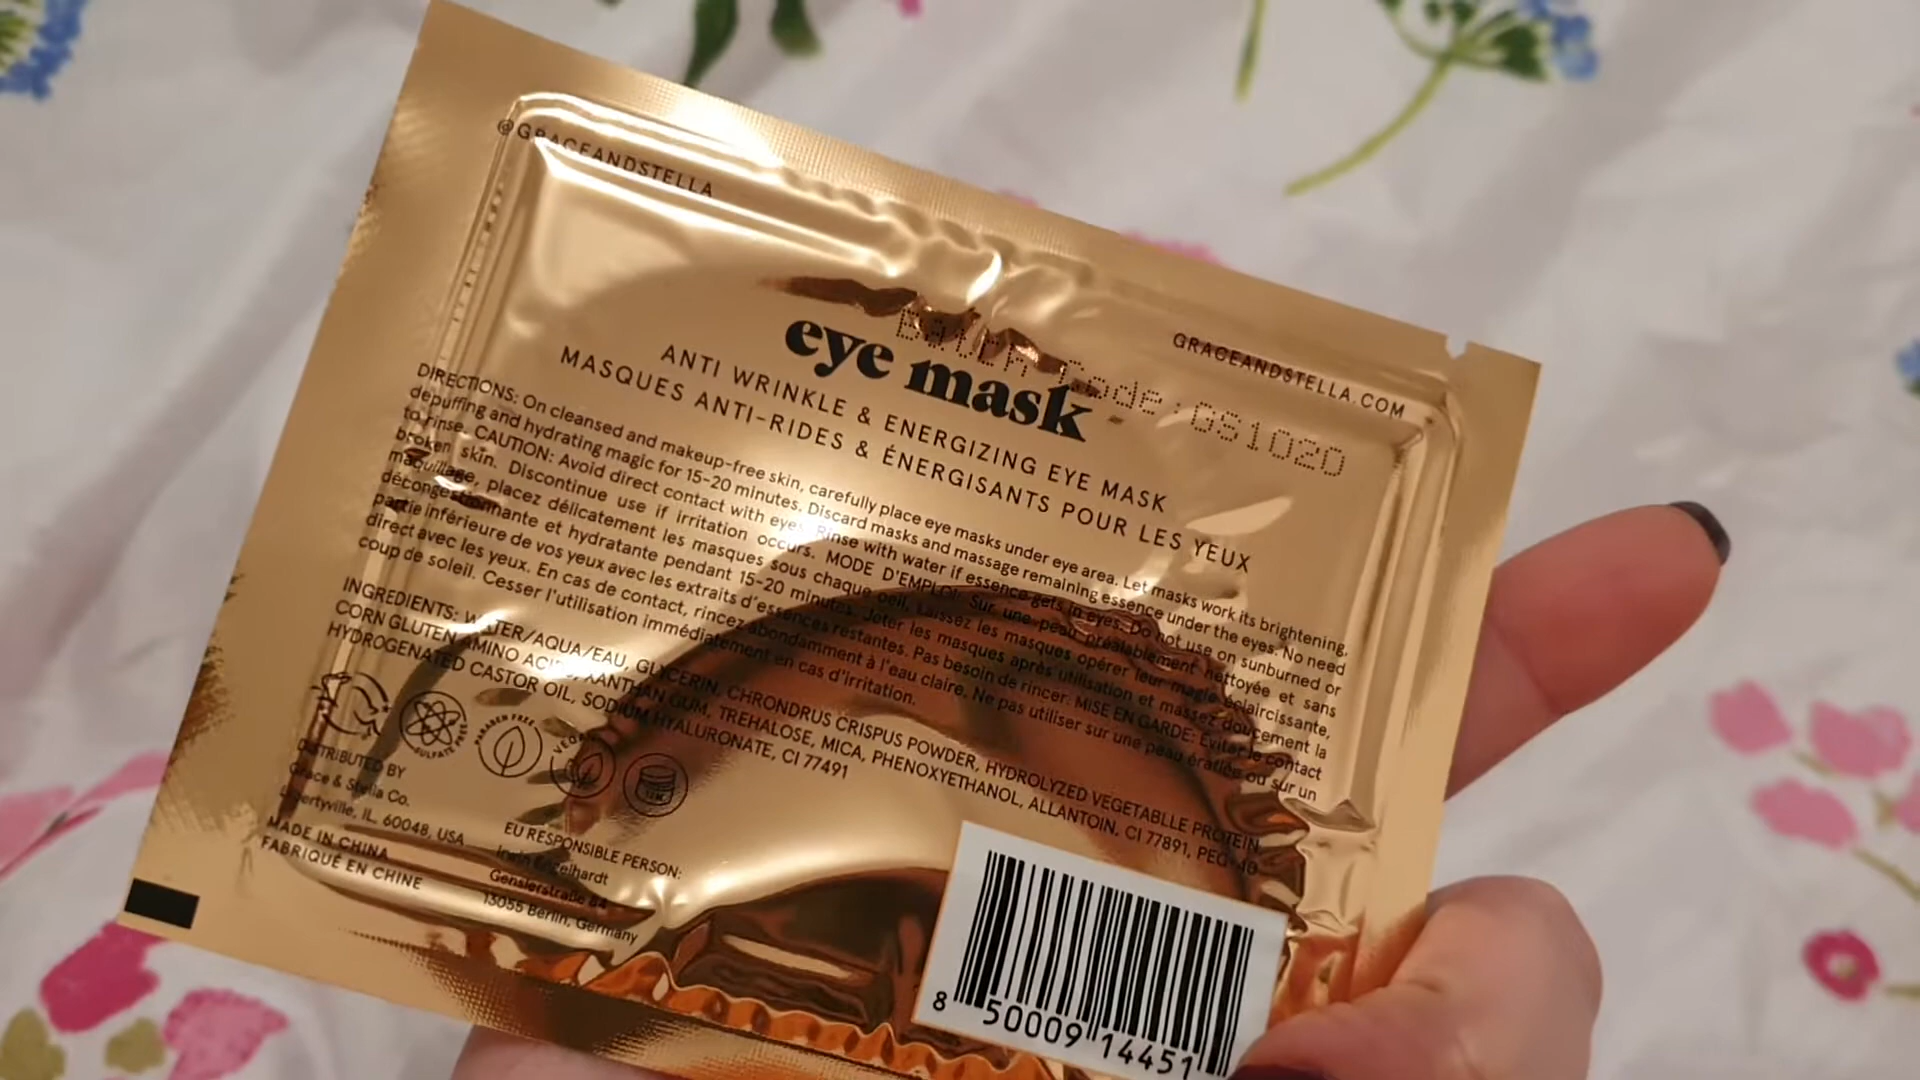 @GRACEANDSTELLA
GRACEANDSTELLA.COM
Batch Code:GS1020
eye mask
ANTI WRINKLE & ENERGIZING EYE MASK
MASQUES ANTI-RIDES & ÉNERGISANTS POUR LES YEUX
DIRECTIONS: On cleansed and makeup-free skin, carefully place eye masks under eye area. Let masks work its brightening,
depuffing and hydrating magic for 15-20 minutes. Discard masks and massage remaining essence under the eyes. No need
to rinse. CAUTION: Avoid direct contact with eyes. Rinse with water if essence gets in eyes. Do not use on sunburned or
broken skin. Discontinue use if irritation occurs. MODE D'EMPLOI: Sur une peau préalablement nettoyée et sans
maquillage, placez délicatement les masques sous chaque oeil. Laissez les masques opérer leur magie éclaircissante,
décongestionnante et hydratante pendant 15-20 minutes. Jeter les masques après utilisation et massez doucement la
partie inférieure de vos yeux avec les extraits d'essences restantes. Pas besoin de rincer. MISE EN GARDE: Éviter le contact
direct avec les yeux. En cas de contact, rincez abondamment à l'eau claire. Ne pas utiliser sur une peau éraflée ou sur un
coup de soleil. Cesser l'utilisation immédiatement en cas d'irritation.
INGREDIENTS: WATER/AQUA/EAU, GLYCERIN, CHRONDRUS CRISPUS POWDER, HYDROLYZED VEGETABLLE PROTEIN,
CORN GLUTEN AMINO ACIDS, XANTHAN GUM, TREHALOSE, MICA, PHENOXYETHANOL, ALLANTOIN, CI 77891, PEG-40
HYDROGENATED CASTOR OIL, SODIUM HYALURONATE, CI 77491
SULFATE FREE
PARABEN FREE
VEGAN
12M
DISTRIBUTED BY
Grace & Stella Co.
Libertyville, IL, 60048, USA
MADE IN CHINA
FABRIQUÉ EN CHINE
EU RESPONSIBLE PERSON:
Irwin Engelhardt
Genslerstraße 84
13055 Berlin, Germany
8 50009 14451